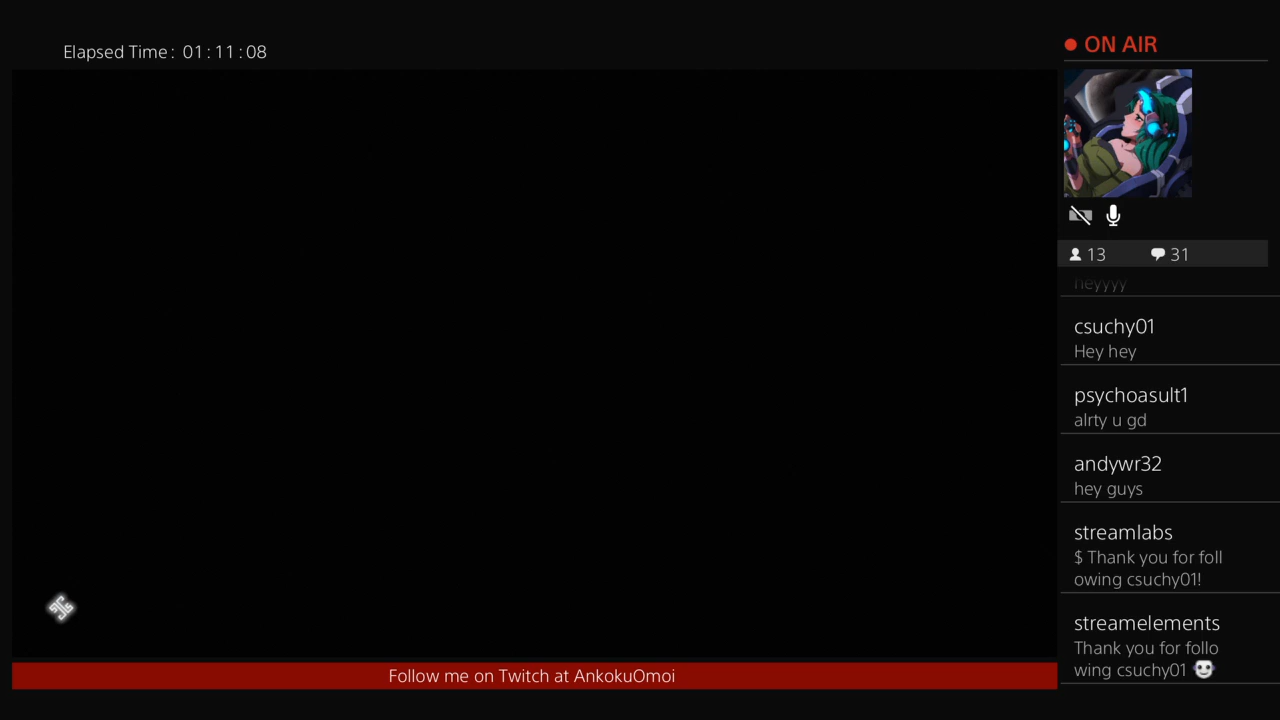 Elapsed Time: 01:11:08
ON AIR
13 31
heyyyy
csuchy01
Hey hey
psychoasult1
alrty u gd
andywr32
hey guys
streamlabs
$ Thank you for foll
owing csuchy01!
streamelements
Thank you for follo
wing csuchy01
Follow me on Twitch at AnkokuOmoi